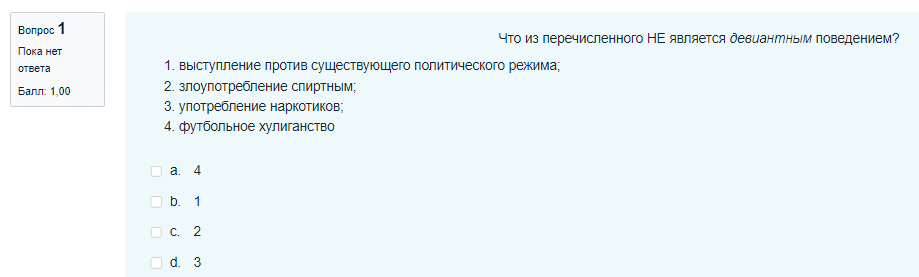 Вопрос 1
Пока нет
ответа
Балл: 1,00
Что из перечисленного НЕ является девиантным поведением?
1. выступление против существующего политического режима;
2. злоупотребление спиртным;
3. употребление наркотиков;
4. футбольное хулиганство
a. 4
b. 1
c. 2
d. 3